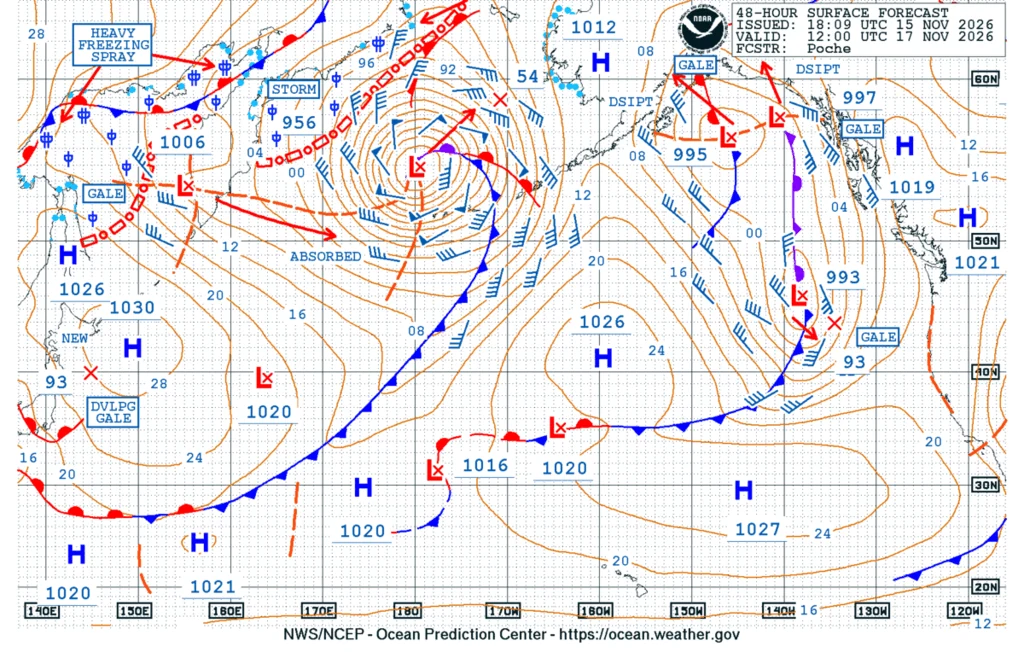 48-HOUR SURFACE FORECAST
ISSUED: 18:09 UTC 15 NOV 2026
VALID: 12:00 UTC 17 NOV 2026
FCSTR: Poche
NOAA
28
HEAVY
FREEZING
SPRAY
1012
H
08
GALE
DSIPT
60N
96
92
54
STORM
956
DSIPT
997
GALE
H
12
1006
L
04
00
L
L
L
995
08
16
1019
GALE
12
04
H
H
12
00
50N
ABSORBED
1021
1026
20
16
993
1030
16
20
L
NEW
08
1026
GALE
H
24
H
93
93
28
L
40N
DVLPG
GALE
1020
L
20
16
24
1016
1020
20
L
H
H
30N
1020
1027
24
H
H
20
1020
1021
20N
140E
150E
160E
170E
180
170W
160W
150W
140W
16
130W
120W
12
NWS/NCEP - Ocean Prediction Center - https://ocean.weather.gov